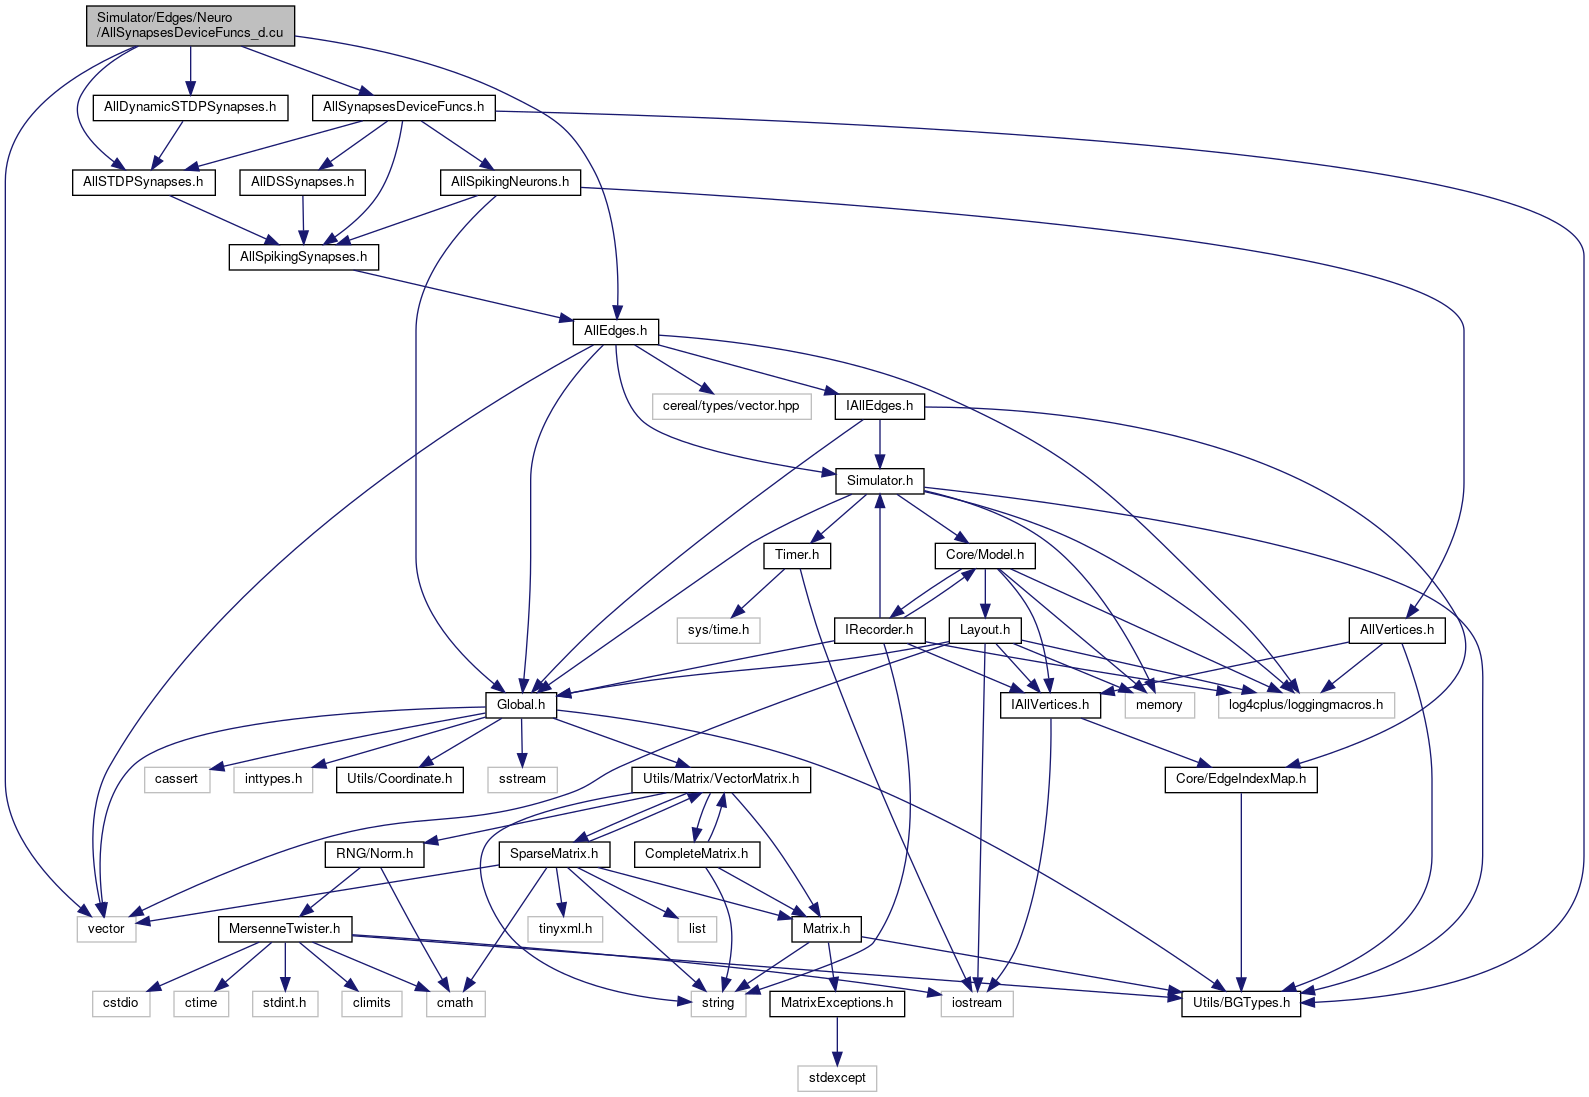 Simulator/Edges/Neuro
/AllSynapsesDeviceFuncs_d.cu
AllDynamicSTDPSynapses.h
AllSynapsesDeviceFuncs.h
AllSTDPSynapses.h
AllDSSynapses.h
AllSpikingNeurons.h
AllSpikingSynapses.h
AllEdges.h
cereal/types/vector.hpp
IAllEdges.h
Simulator.h
Timer.h
Core/Model.h
sys/time.h
IRecorder.h
Layout.h
AllVertices.h
Global.h
IAllVertices.h
memory
log4cplus/loggingmacros.h
cassert
inttypes.h
Utils/Coordinate.h
sstream
Utils/Matrix/VectorMatrix.h
Core/EdgeIndexMap.h
RNG/Norm.h
SparseMatrix.h
CompleteMatrix.h
vector
MersenneTwister.h
tinyxml.h
list
Matrix.h
cstdio
ctime
stdint.h
climits
cmath
string
MatrixExceptions.h
iostream
Utils/BGTypes.h
stdexcept